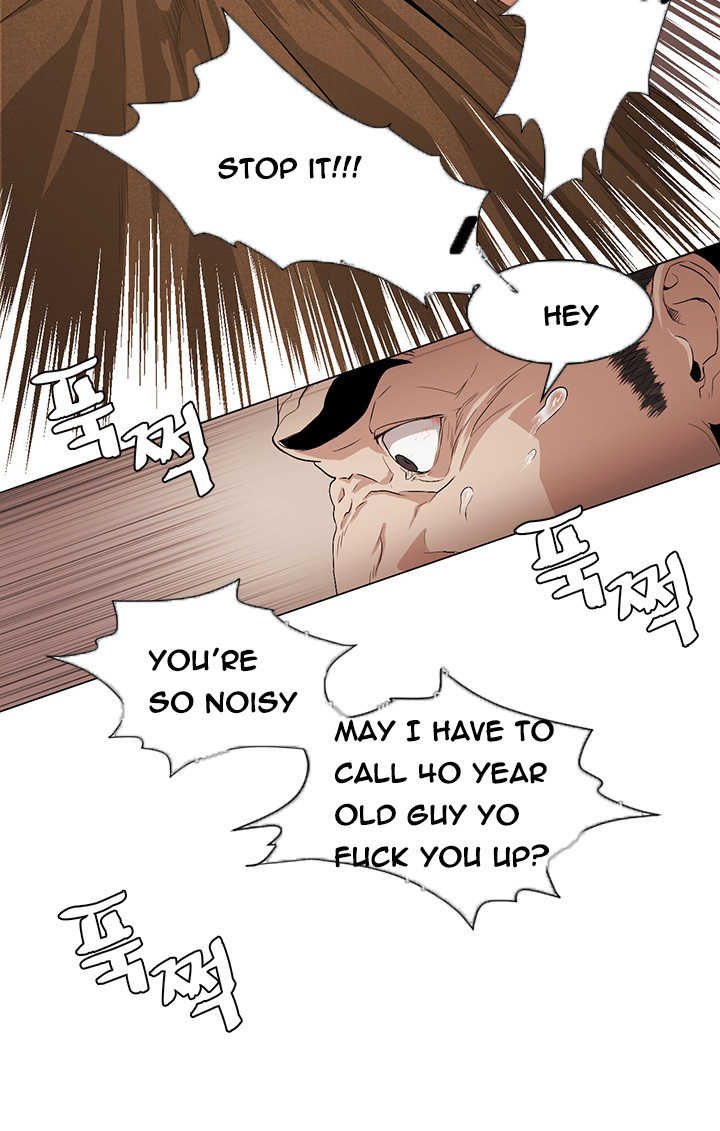 STOP IT!!!
HEY
푹쩍
푹쩍
YOU'RE
SO NOISY
MAY I HAVE TO
CALL 40 YEAR
OLD GUY YO
FUCK YOU UP?
푹쩍